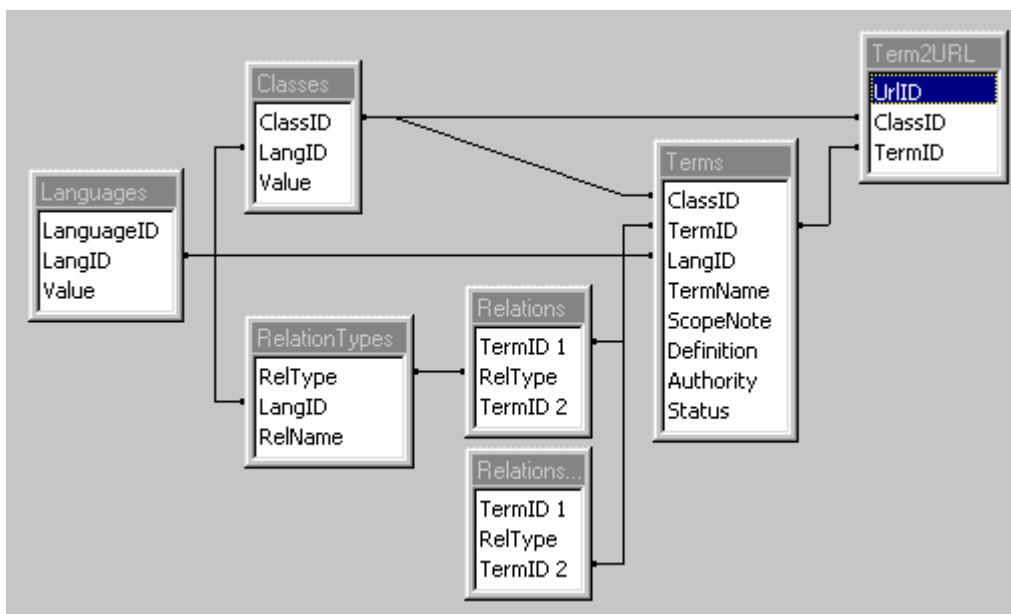 Term2URL
UrlID
ClassID
TermID
Classes
ClassID
LangID
Value
Terms
ClassID
TermID
LangID
TermName
ScopeNote
Definition
Authority
Status
Languages
LanguageID
LangID
Value
Relations
TermID 1
RelType
TermID 2
RelationTypes
RelType
LangID
RelName
Relations...
TermID 1
RelType
TermID 2